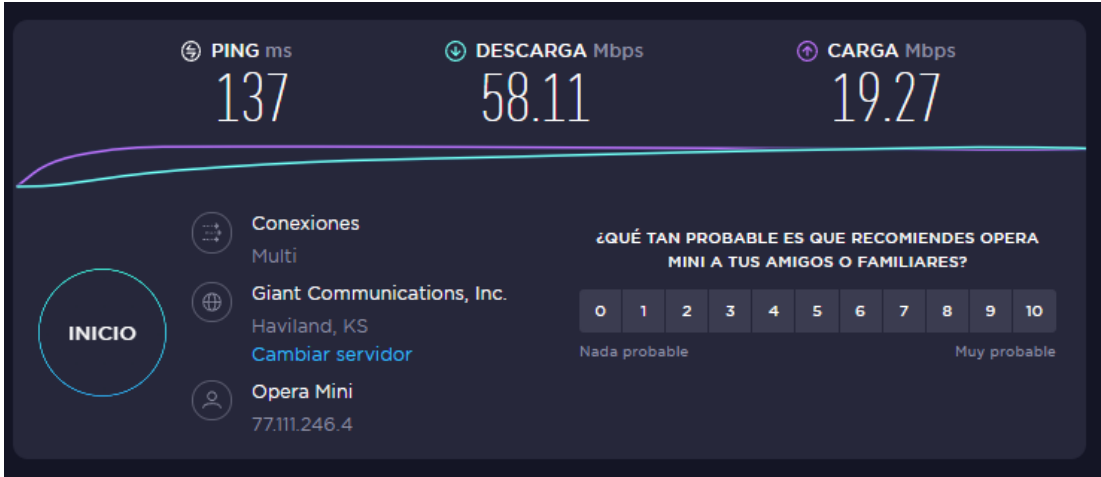 PING ms
137
DESCARGA Mbps
58.11
CARGA Mbps
19.27
INICIO
Conexiones
Multi
Giant Communications, Inc.
Haviland, KS
Cambiar servidor
Opera Mini
77.111.246.4
¿QUÉ TAN PROBABLE ES QUE RECOMIENDES OPERA
MINI A TUS AMIGOS O FAMILIARES?
0 1 2 3 4 5 6 7 8 9 10
Nada probable Muy probable